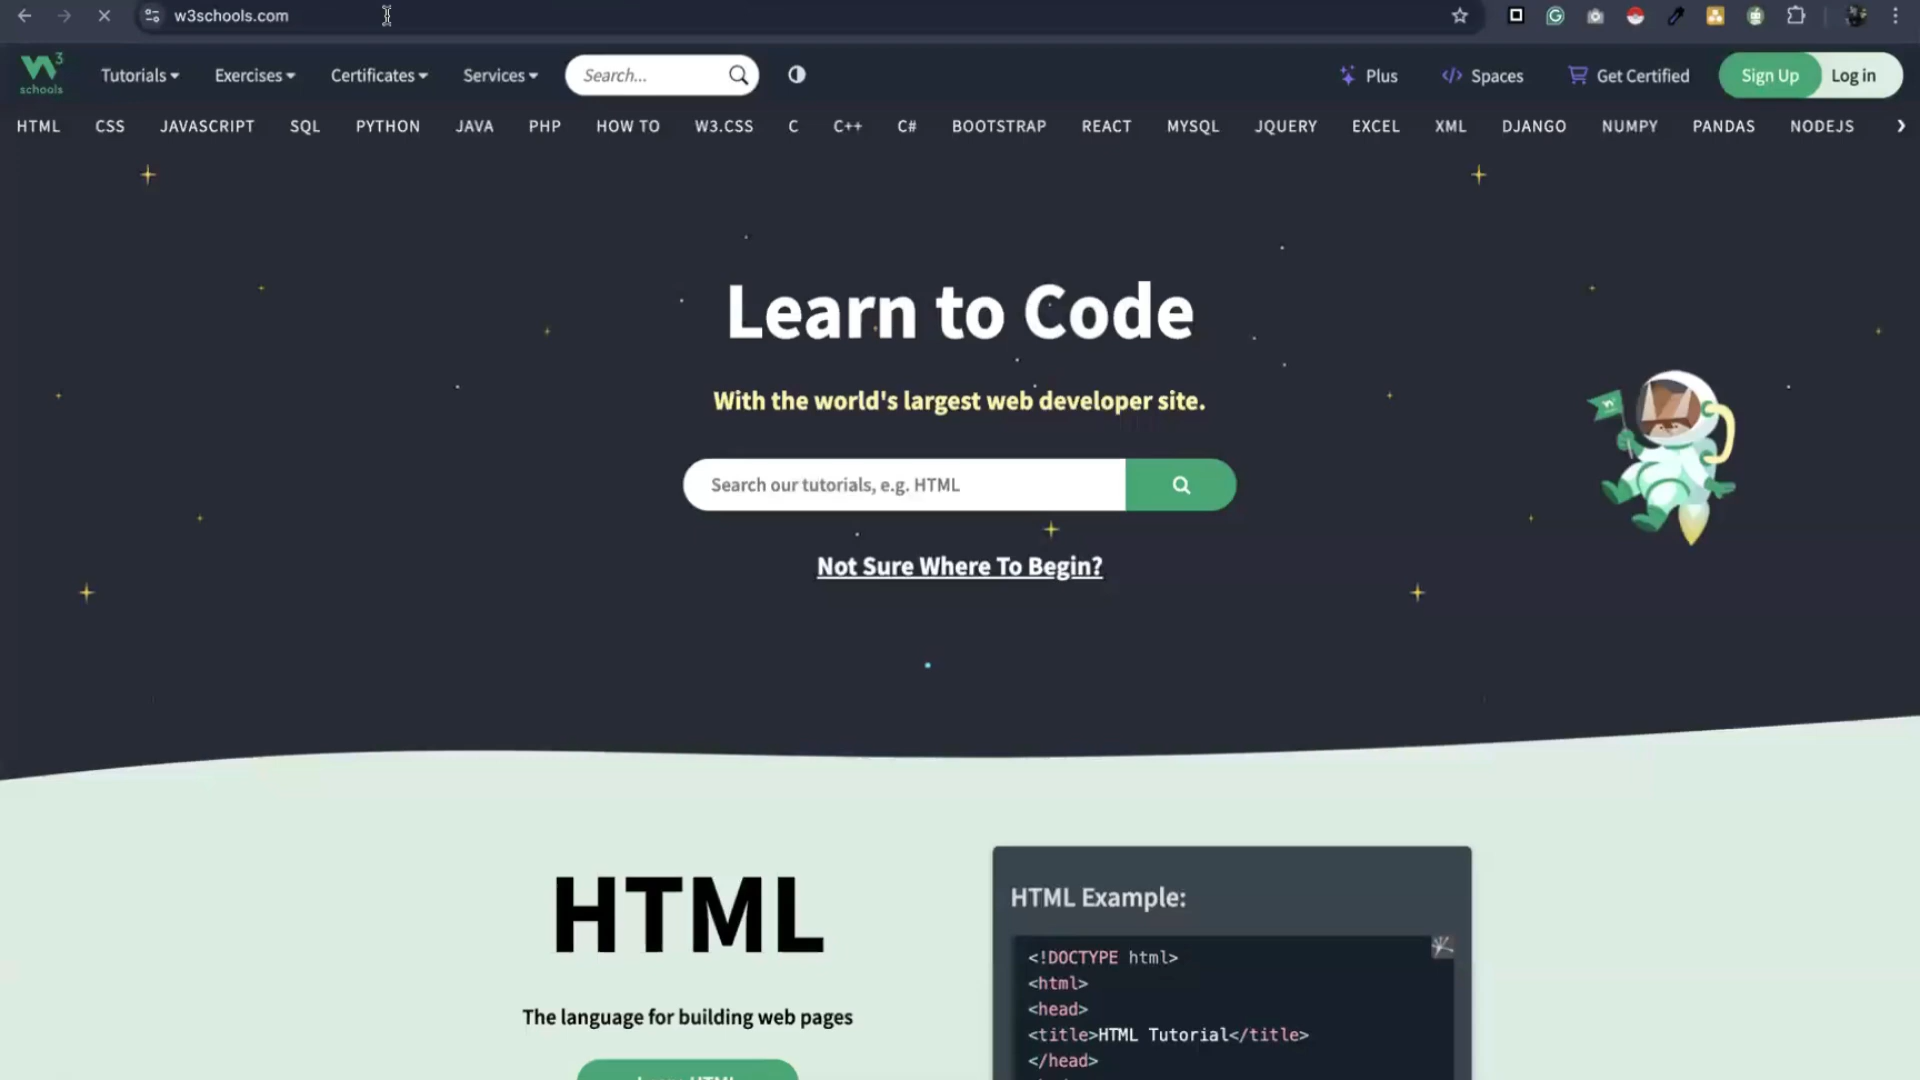 w3schools.com
W3 schools
Tutorials
Exercises
Certificates
Services
Search...
Plus
Spaces
Get Certified
Sign Up
Log in
HTML CSS JAVASCRIPT SQL PYTHON JAVA PHP HOW TO W3.CSS C C++ C# BOOTSTRAP REACT MYSQL JQUERY EXCEL XML DJANGO NUMPY PANDAS NODEJS
Learn to Code
With the world's largest web developer site.
Search our tutorials, e.g. HTML
Not Sure Where To Begin?
HTML
The language for building web pages
HTML Example:
<!DOCTYPE html>
<html>
<head>
<title>HTML Tutorial</title>
</head>